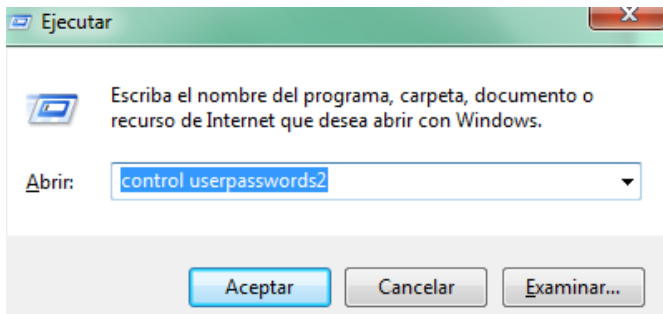 Ejecutar
Escriba el nombre del programa, carpeta, documento o
recurso de Internet que desea abrir con Windows.
Abrir: control userpasswords2
Aceptar Cancelar Examinar...